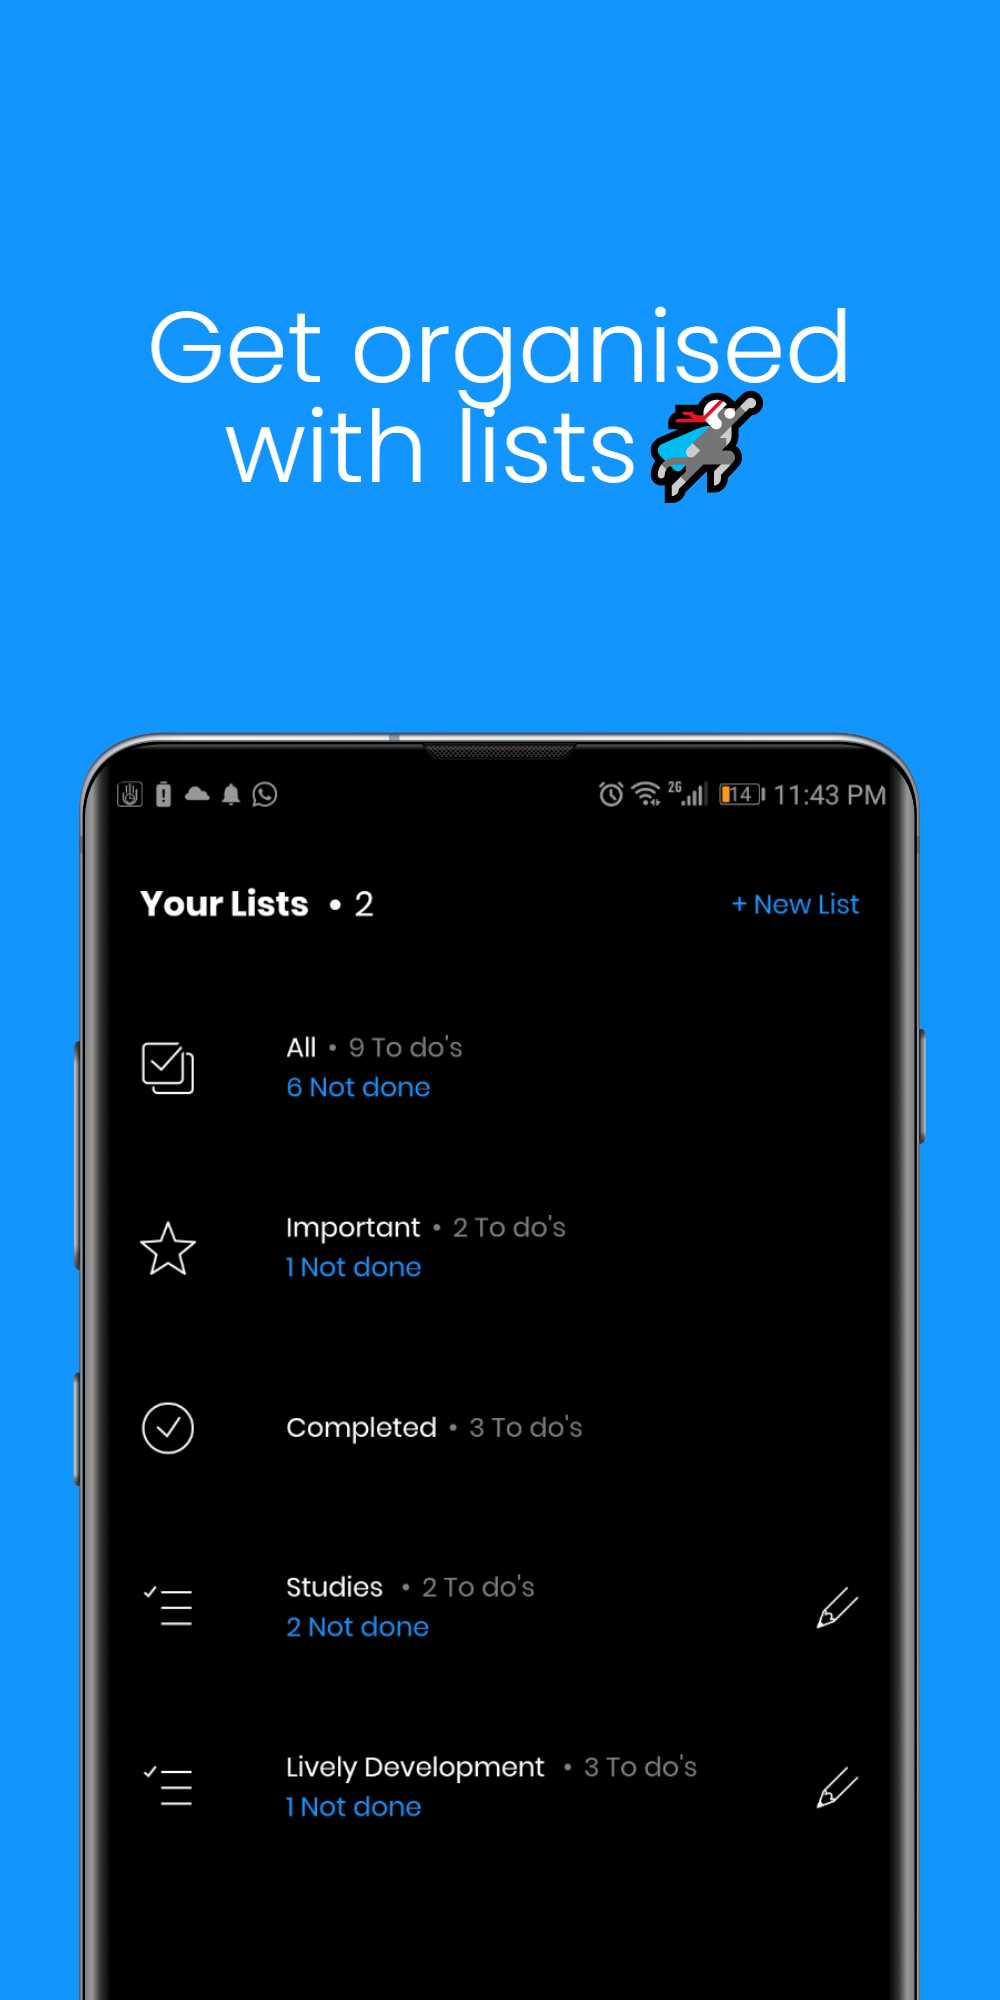 Get organised
with lists
2G 14 11:43 PM
Your Lists • 2
+ New List
All • 9 To do's
6 Not done
Important • 2 To do's
1 Not done
Completed • 3 To do's
Studies • 2 To do's
2 Not done
Lively Development • 3 To do's
1 Not done